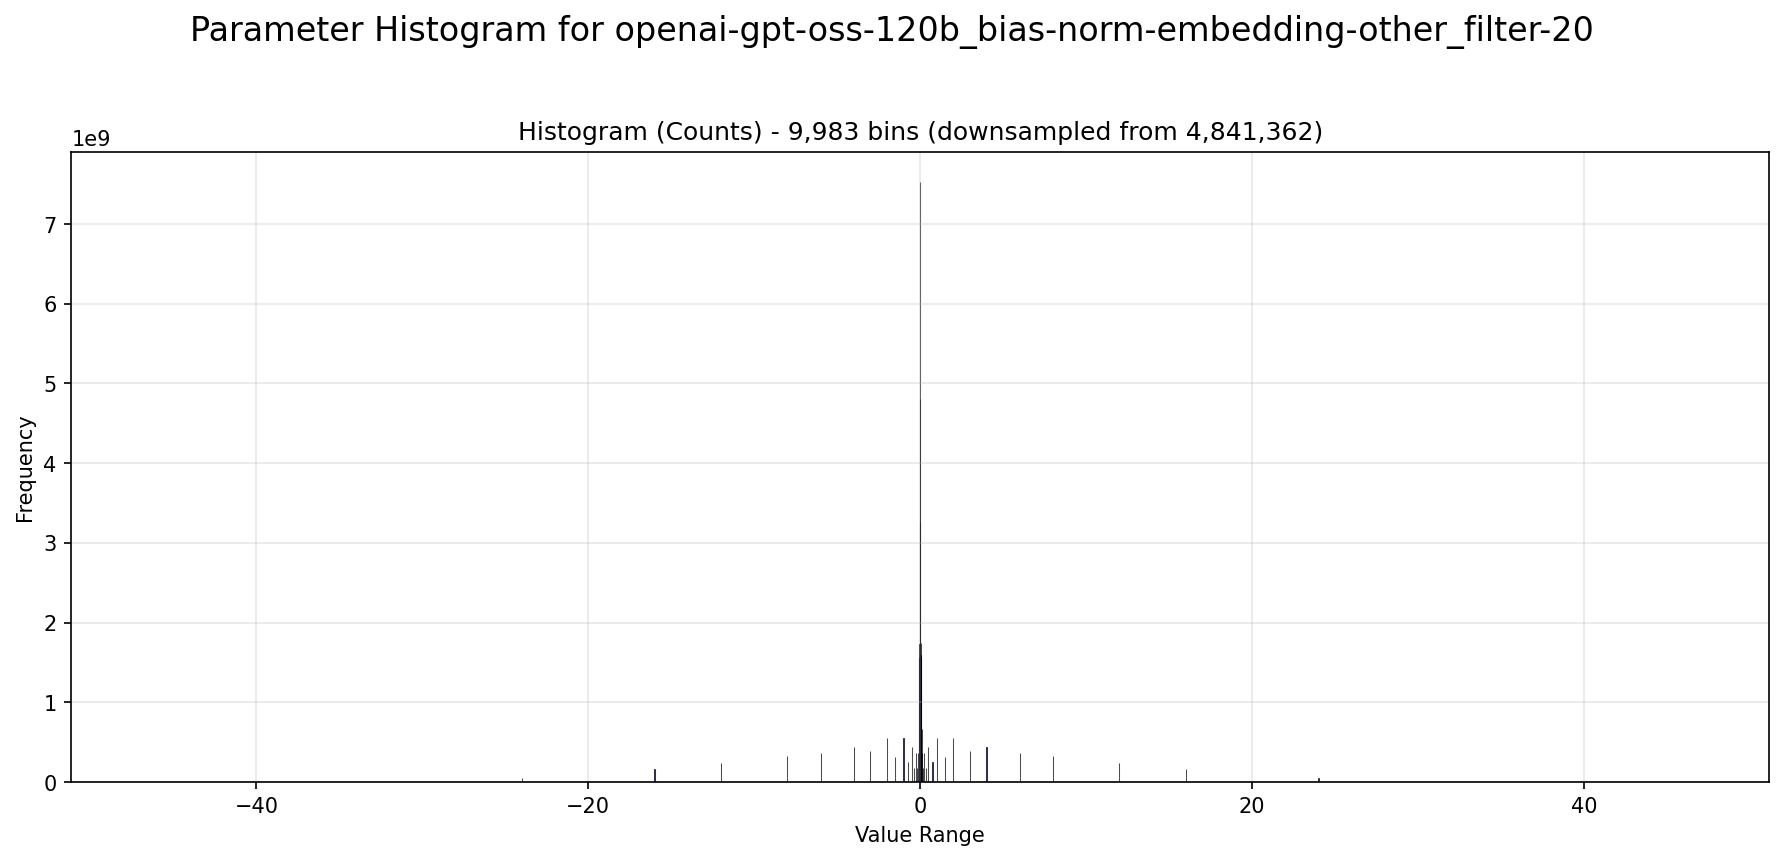 Parameter Histogram for openai-gpt-oss-120b_bias-norm-embedding-other_filter-20
Histogram (Counts) - 9,983 bins (downsampled from 4,841,362)
1e9
7
6
5
4
3
2
1
0
Frequency
−40
−20
0
20
40
Value Range